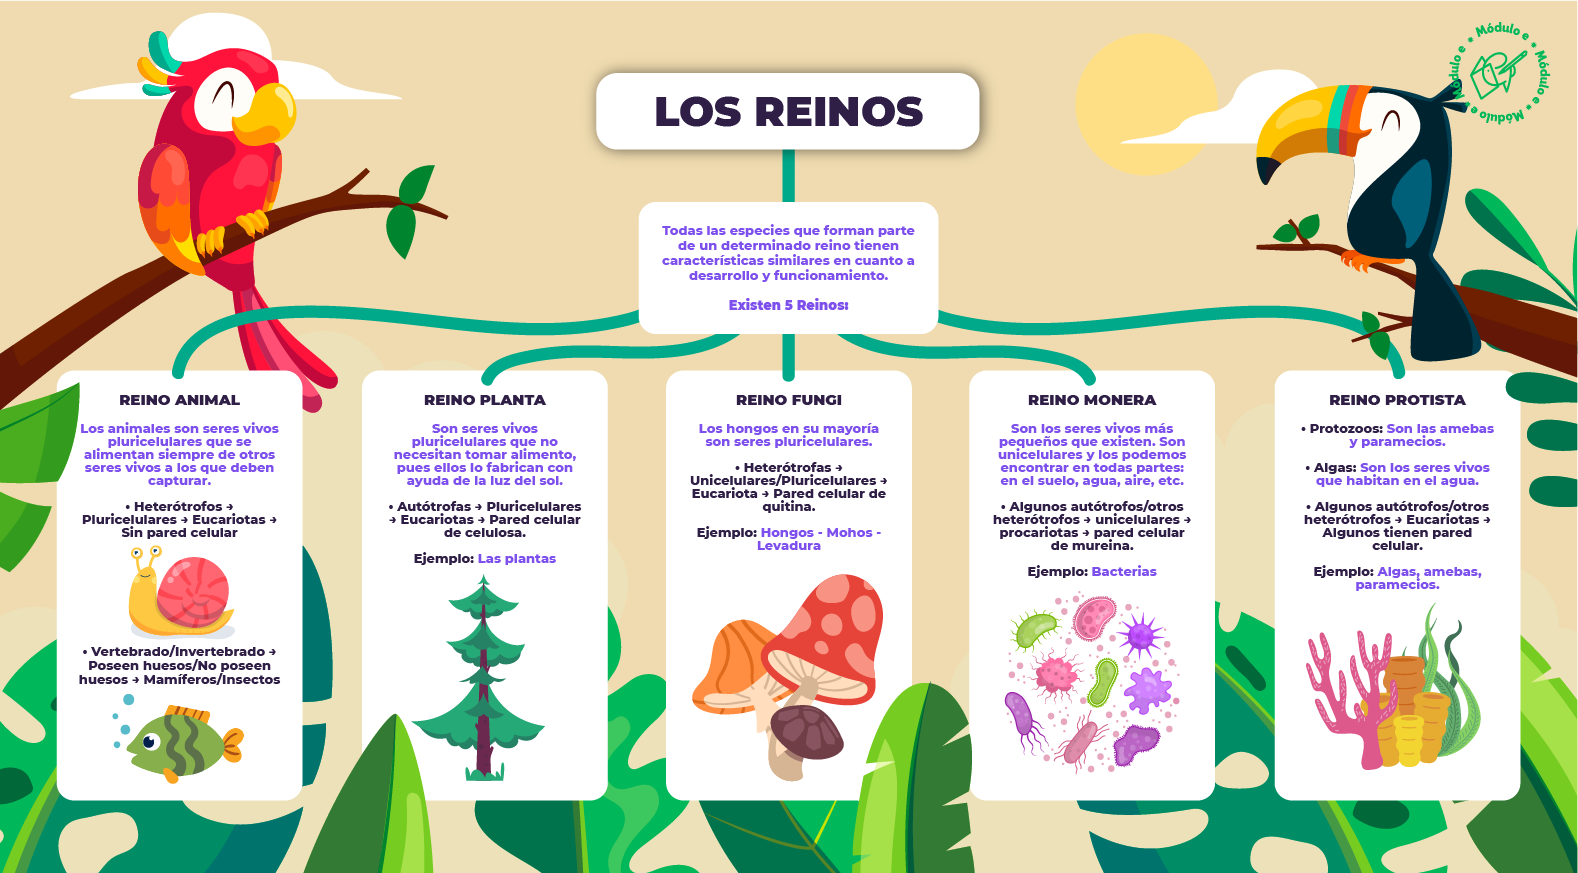 Módulo e * Módulo e * Módulo e * Módulo e *
LOS REINOS
Todas las especies que forman parte
de un determinado reino tienen
características similares en cuanto a
desarrollo y funcionamiento.
Existen 5 Reinos:
REINO ANIMAL
Los animales son seres vivos
pluricelulares que se
alimentan siempre de otros
seres vivos a los que deben
capturar.
• Heterótrofos →
Pluricelulares → Eucariotas →
Sin pared celular
• Vertebrado/Invertebrado →
Poseen huesos/No poseen
huesos → Mamíferos/Insectos
REINO PLANTA
Son seres vivos
pluricelulares que no
necesitan tomar alimento,
pues ellos lo fabrican con
ayuda de la luz del sol.
• Autótrofas → Pluricelulares
→ Eucariotas → Pared celular
de celulosa.
Ejemplo: Las plantas
REINO FUNGI
Los hongos en su mayoría
son seres pluricelulares.
• Heterótrofas →
Unicelulares/Pluricelulares →
Eucariota → Pared celular de
quitina.
Ejemplo: Hongos - Mohos -
Levadura
REINO MONERA
Son los seres vivos más
pequeños que existen. Son
unicelulares y los podemos
encontrar en todas partes:
en el suelo, agua, aire, etc.
• Algunos autótrofos/otros
heterótrofos → unicelulares →
procariotas → pared celular
de mureina.
Ejemplo: Bacterias
REINO PROTISTA
• Protozoos: Son las amebas
y paramecios.
• Algas: Son los seres vivos
que habitan en el agua.
• Algunos autótrofos/otros
heterótrofos → Eucariotas →
Algunos tienen pared
celular.
Ejemplo: Algas, amebas,
paramecios.